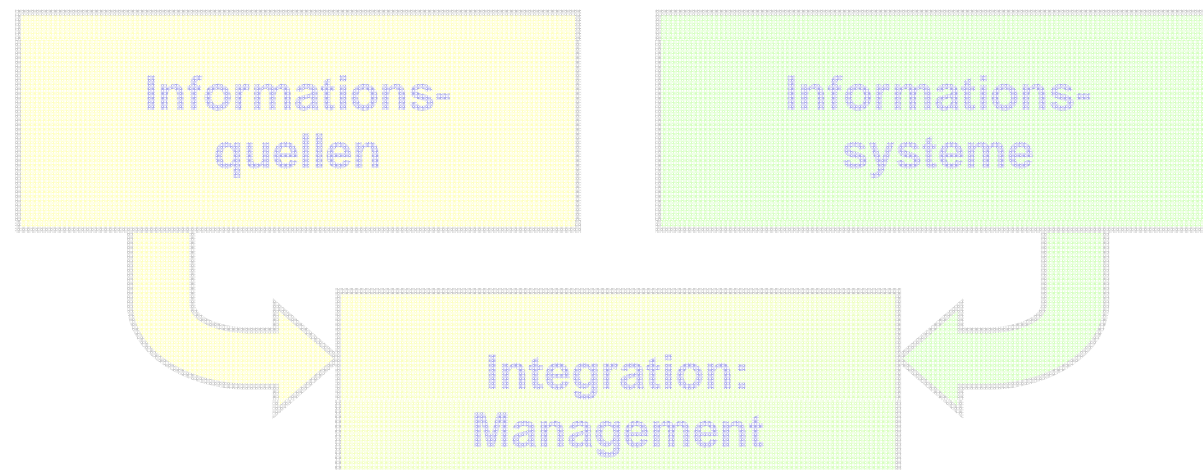 Informations-
quellen
Informations-
systeme
Integration:
Management